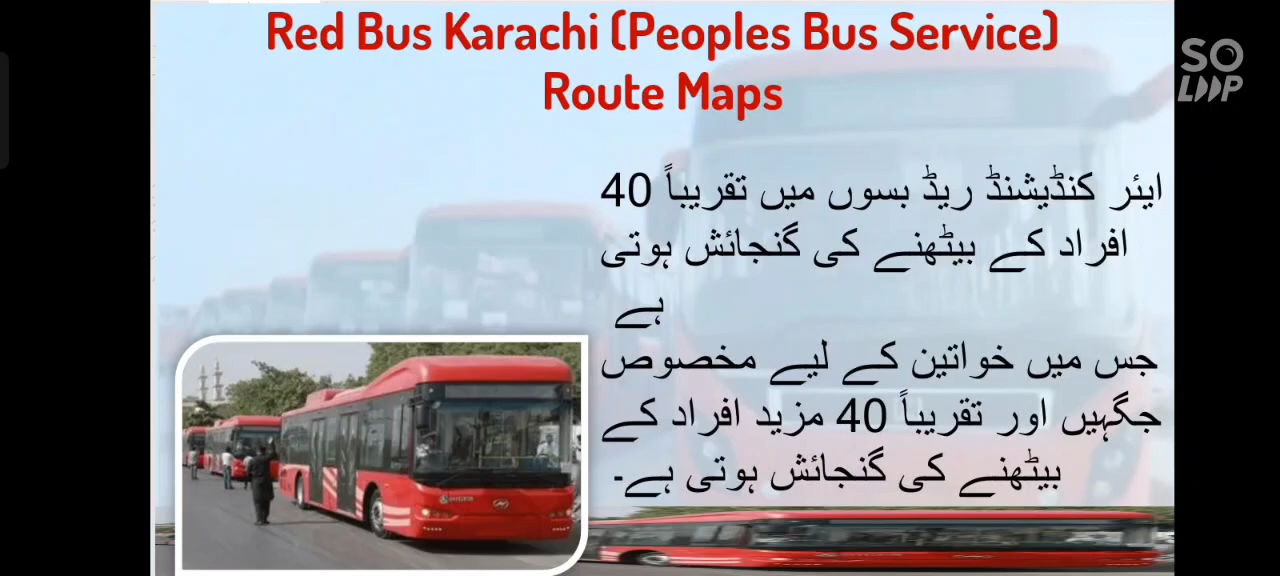 Red Bus Karachi (Peoples Bus Service)
Route Maps
SO
LOOP
ایئر کنڈیشنڈ ریڈ بسوں میں تقریباً 40
افراد کے بیٹھنے کی گنجائش ہوتی
ہے
جس میں خواتین کے لیے مخصوص
جگہیں اور تقریباً 40 مزید افراد کے
بیٹھنے کی گنجائش ہوتی ہے۔